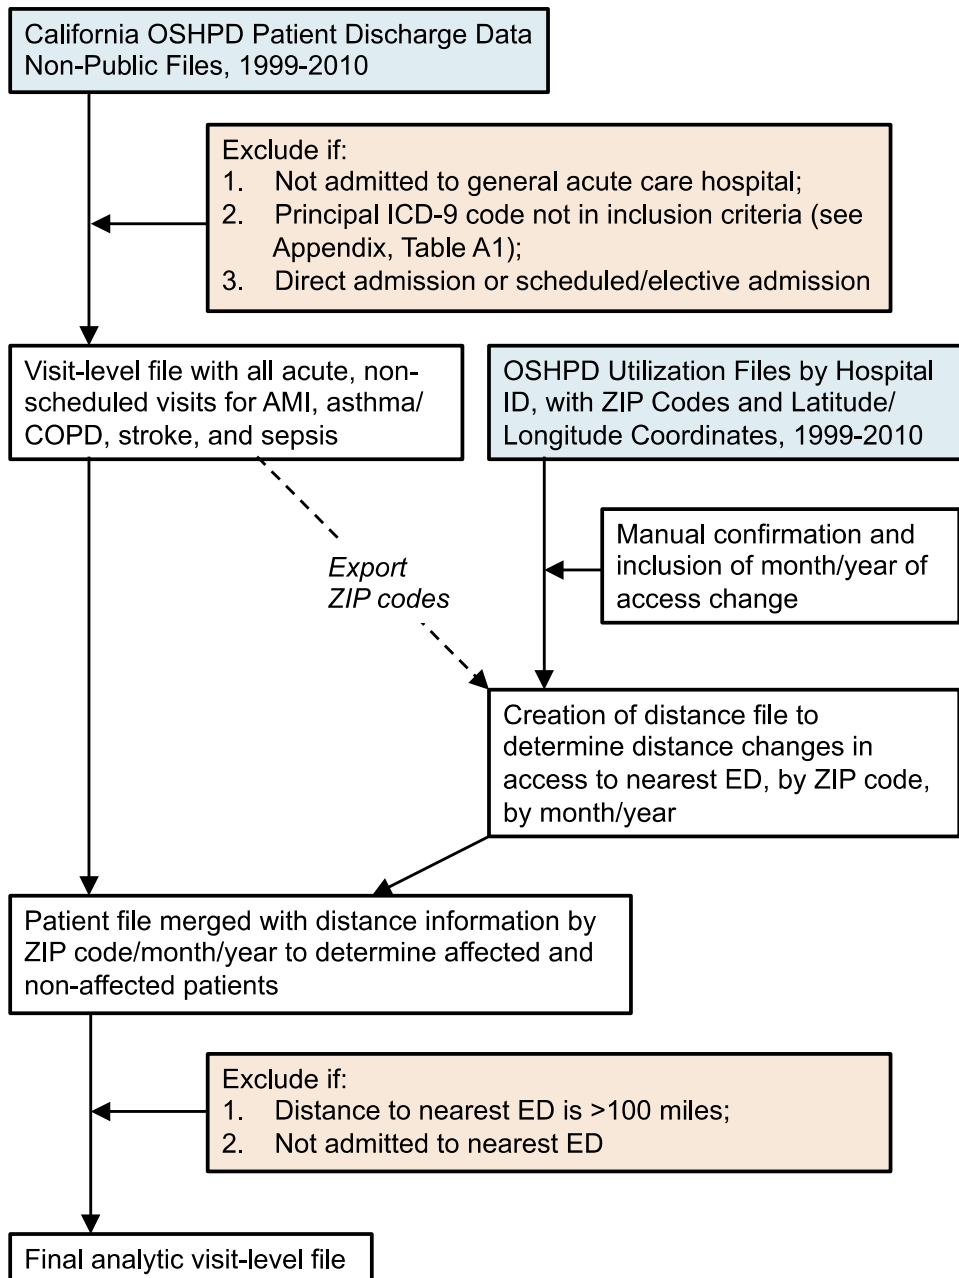 California OSHPD Patient Discharge Data
Non-Public Files, 1999-2010
Exclude if:
1. Not admitted to general acute care hospital;
2. Principal ICD-9 code not in inclusion criteria (see
Appendix, Table A1);
3. Direct admission or scheduled/elective admission
Visit-level file with all acute, non-
scheduled visits for AMI, asthma/
COPD, stroke, and sepsis
OSHPD Utilization Files by Hospital
ID, with ZIP Codes and Latitude/
Longitude Coordinates, 1999-2010
Manual confirmation and
inclusion of month/year of
access change
Export
ZIP codes
Creation of distance file to
determine distance changes in
access to nearest ED, by ZIP code,
by month/year
Patient file merged with distance information by
ZIP code/month/year to determine affected and
non-affected patients
Exclude if:
1. Distance to nearest ED is >100 miles;
2. Not admitted to nearest ED
Final analytic visit-level file